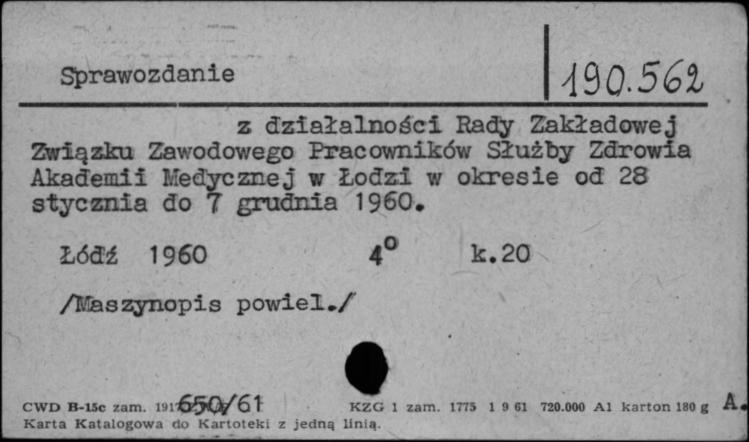 Sprawozdanie
190.562
z działalności Rady Zakładowej
Związku Zawodowego Pracowników Służby Zdrowia
Akademii Medycznej w Łodzi w okresie od 28
stycznia do 7 grudnia 1960.
Łódź 1960 4° k.20
/Maszynopis powiel./
650/61
CWD B-15c zam. KZG 1 zam. 1775 1 9 61 720.000 A1 karton 180 g A.
Karta Katalogowa do Kartoteki z jedną linią.